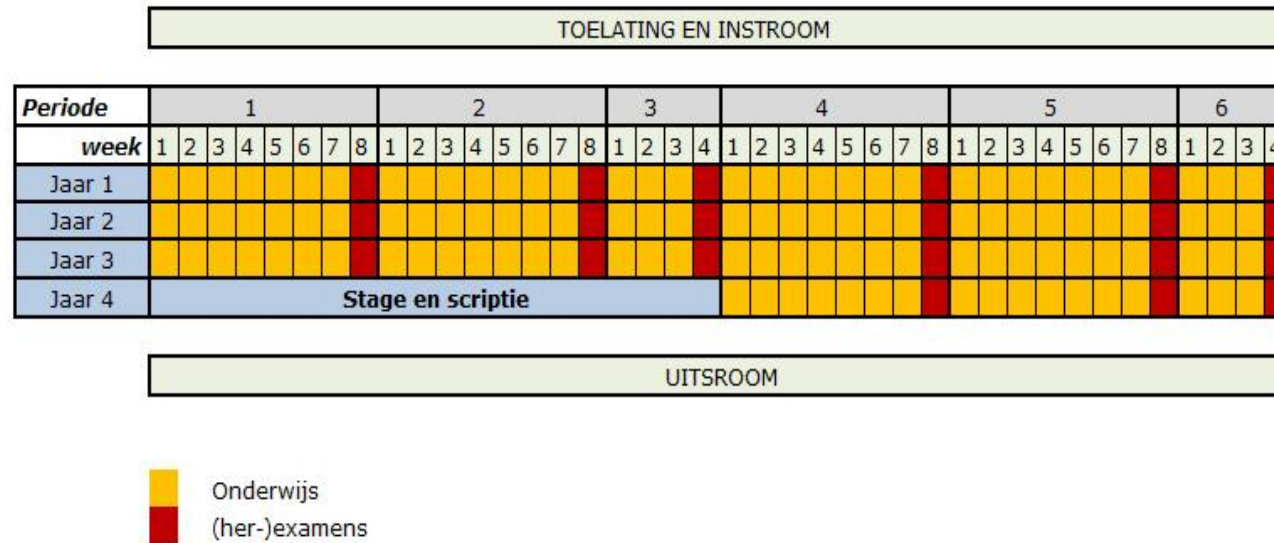 TOELATING EN INSTROOM
Periode 1 2 3 4 5 6
week 1 2 3 4 5 6 7 8 1 2 3 4 5 6 7 8 1 2 3 4 1 2 3 4 5 6 7 8 1 2 3 4 5 6 7 8 1 2 3 4
Jaar 1
Jaar 2
Jaar 3
Jaar 4 Stage en scriptie
UITSROOM
Onderwijs
(her-)examens